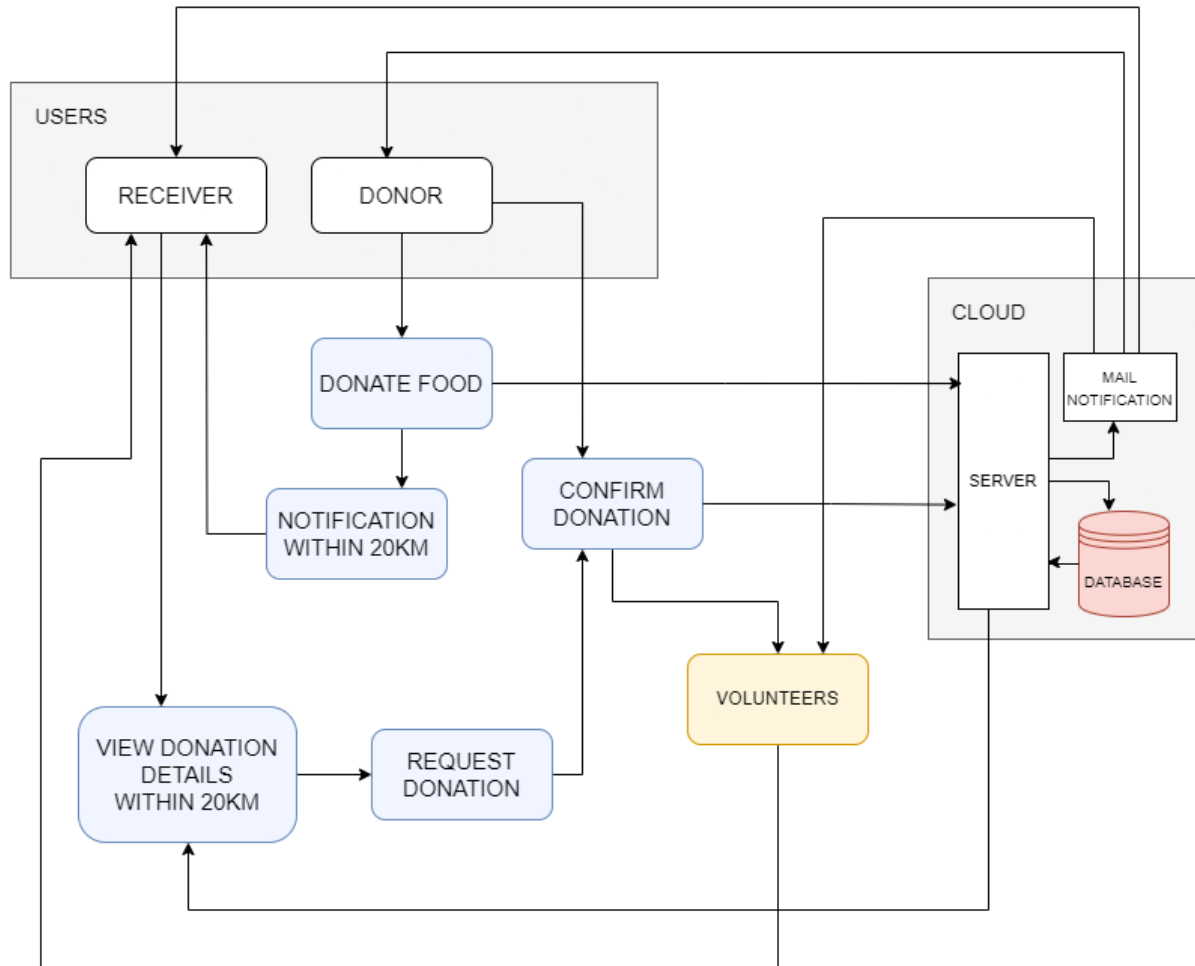 USERS
RECEIVER
DONOR
CLOUD
DONATE FOOD
MAIL
NOTIFICATION
SERVER
NOTIFICATION
WITHIN 20KM
CONFIRM
DONATION
DATABASE
VOLUNTEERS
VIEW DONATION
DETAILS
WITHIN 20KM
REQUEST
DONATION